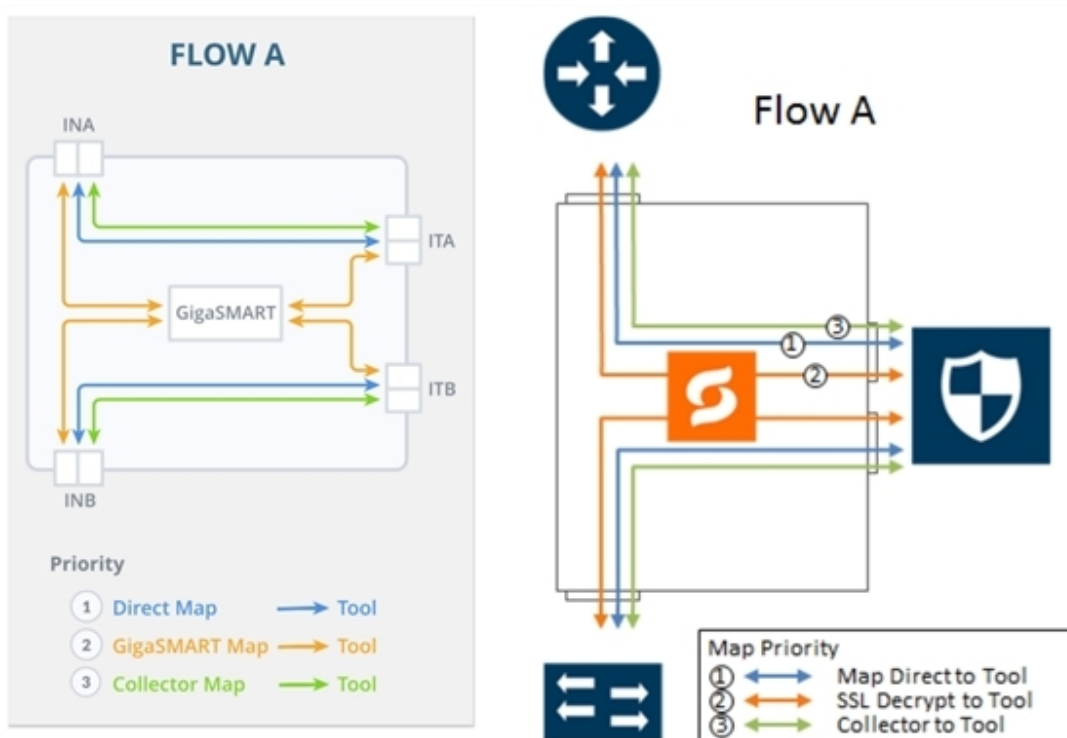 FLOW A
INA
ITA
GigaSMART
ITB
INB
Priority
1 Direct Map Tool
2 GigaSMART Map Tool
3 Collector Map Tool
Flow A
3
1
2
Map Priority
1 Map Direct to Tool
2 SSL Decrypt to Tool
3 Collector to Tool